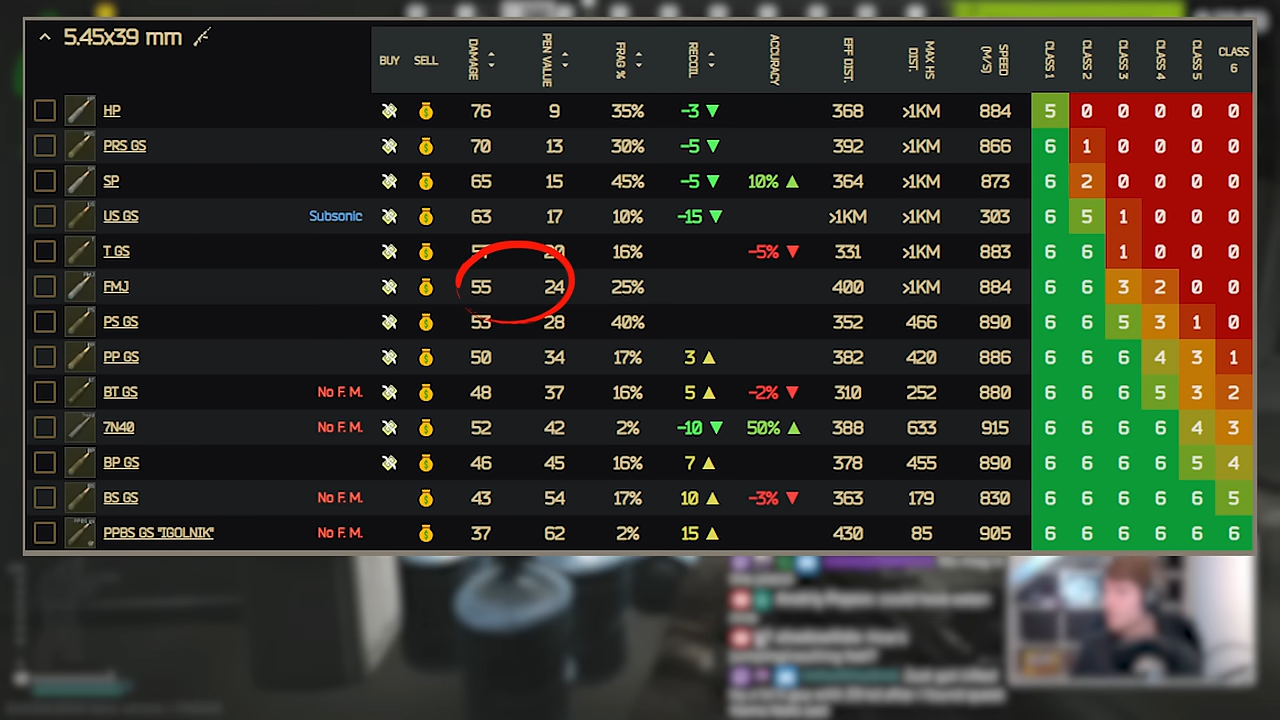 5.45x39 mm
BUY SELL DAMAGE PEN VALUE FRAG % RECOIL ACCURACY EFF DIST. MAX HS DIST. SPEED (M/S) CLASS 1 CLASS 2 CLASS 3 CLASS 4 CLASS 5 CLASS 6
HP 76 9 35% -3 ▼ 368 >1KM 884 5 0 0 0 0 0
PRS GS 70 13 30% -5 ▼ 392 >1KM 866 6 1 0 0 0 0
SP 65 15 45% -5 ▼ 10% ▲ 364 >1KM 873 6 2 0 0 0 0
US GS Subsonic 63 17 10% -15 ▼ >1KM 303 6 5 1 0 0 0
T GS 57 20 16% -5% ▼ 331 >1KM 883 6 6 1 0 0 0
FMJ 55 24 25% 400 >1KM 884 6 6 3 2 0 0
PS GS 53 28 40% 352 466 890 6 6 5 3 1 0
PP GS 50 34 17% 3 ▲ 382 420 886 6 6 6 4 3 1
BT GS No F. M. 48 37 16% 5 ▲ -2% ▼ 310 252 880 6 6 6 5 3 2
7N40 No F. M. 52 42 2% -10 ▼ 50% ▲ 388 633 915 6 6 6 6 4 3
BP GS 46 45 16% 7 ▲ 378 455 890 6 6 6 6 5 4
BS GS No F. M. 43 54 17% 10 ▲ -3% ▼ 363 179 830 6 6 6 6 6 5
PPBS GS "IGOLNIK" No F. M. 37 62 2% 15 ▲ 430 85 905 6 6 6 6 6 6